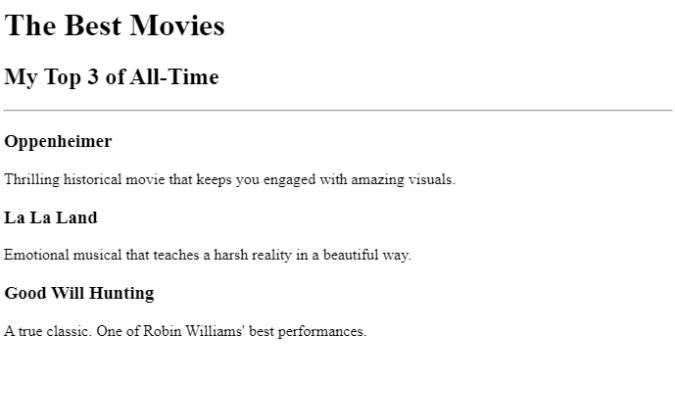 The Best Movies
My Top 3 of All-Time
Oppenheimer
Thrilling historical movie that keeps you engaged with amazing visuals.
La La Land
Emotional musical that teaches a harsh reality in a beautiful way.
Good Will Hunting
A true classic. One of Robin Williams' best performances.